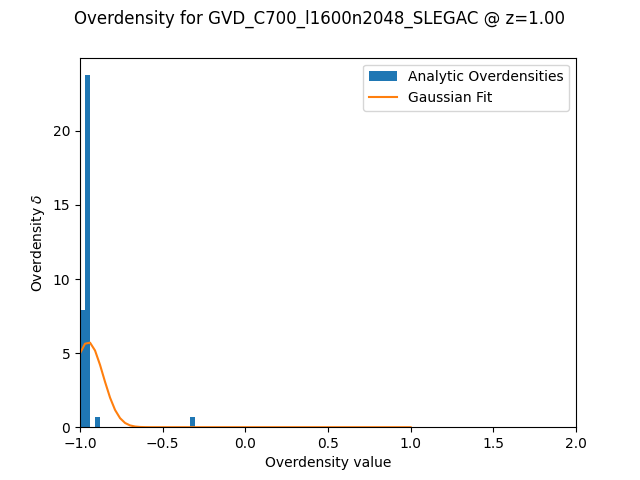 Overdensity for GVD_C700_l1600n2048_SLEGAC @ z=1.00
Analytic Overdensities
Gaussian Fit
Overdensity δ
20
15
10
5
0
−1.0 −0.5 0.0 0.5 1.0 1.5 2.0
Overdensity value